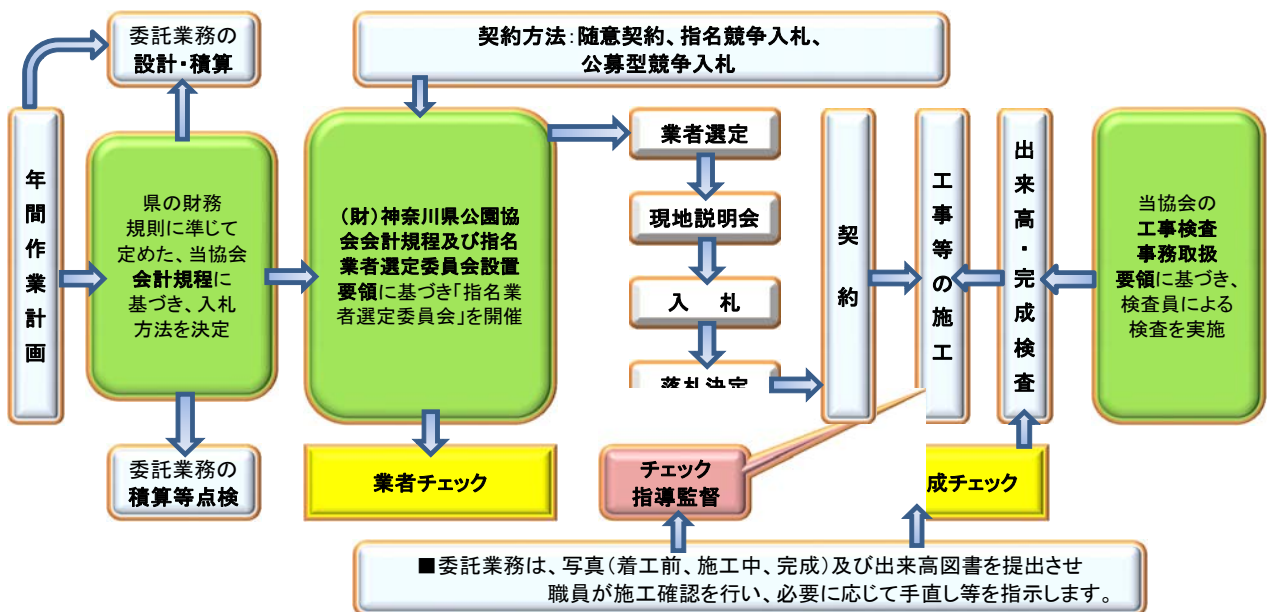 委託業務の
設計・積算
契約方法：随意契約、指名競争入札、
公募型競争入札
年間作業計画
県の財務
規則に準じて
定めた、当協会
会計規程に
基づき、入札
方法を決定
（財）神奈川県公園協
会会計規程及び指名
業者選定委員会設置
要領に基づき「指名業
者選定委員会」を開催
業者選定
現地説明会
入　札
落札決定
契約
工事等の施工
出来高・完成検査
当協会の
工事検査
事務取扱
要領に基づき、
検査員による
検査を実施
委託業務の
積算等点検
業者チェック
チェック
指導監督
成チェック
■委託業務は、写真（着工前、施工中、完成）及び出来高図書を提出させ
職員が施工確認を行い、必要に応じて手直し等を指示します。